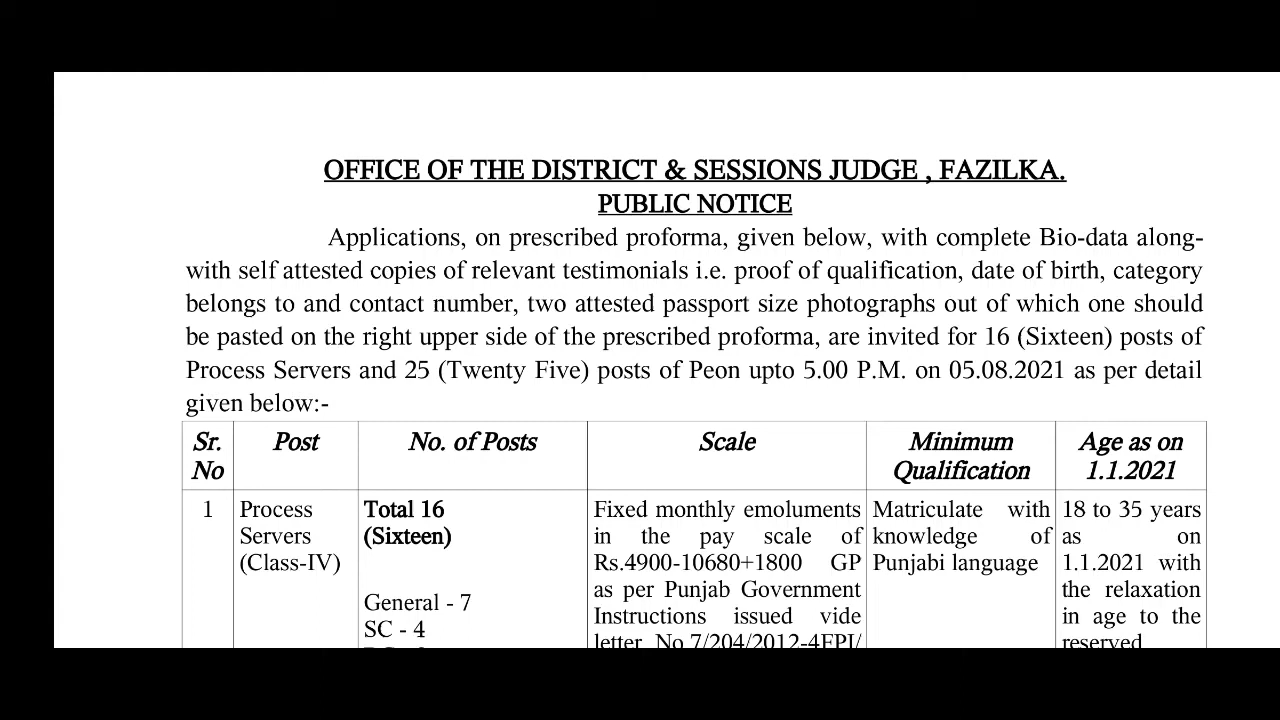 OFFICE OF THE DISTRICT & SESSIONS JUDGE , FAZILKA.
PUBLIC NOTICE
Applications, on prescribed proforma, given below, with complete Bio-data along-
with self attested copies of relevant testimonials i.e. proof of qualification, date of birth, category
belongs to and contact number, two attested passport size photographs out of which one should
be pasted on the right upper side of the prescribed proforma, are invited for 16 (Sixteen) posts of
Process Servers and 25 (Twenty Five) posts of Peon upto 5.00 P.M. on 05.08.2021 as per detail
given below:-
Sr. No
Post
No. of Posts
Scale
Minimum
Qualification
Age as on
1.1.2021
1
Process
Servers
(Class-IV)
Total 16
(Sixteen)
General - 7
SC - 4
Fixed monthly emoluments
in the pay scale of
Rs.4900-10680+1800 GP
as per Punjab Government
Instructions issued vide
letter No.7/204/2012-4FPI/
Matriculate with
knowledge of
Punjabi language
18 to 35 years
as on
1.1.2021 with
the relaxation
in age to the
reserved